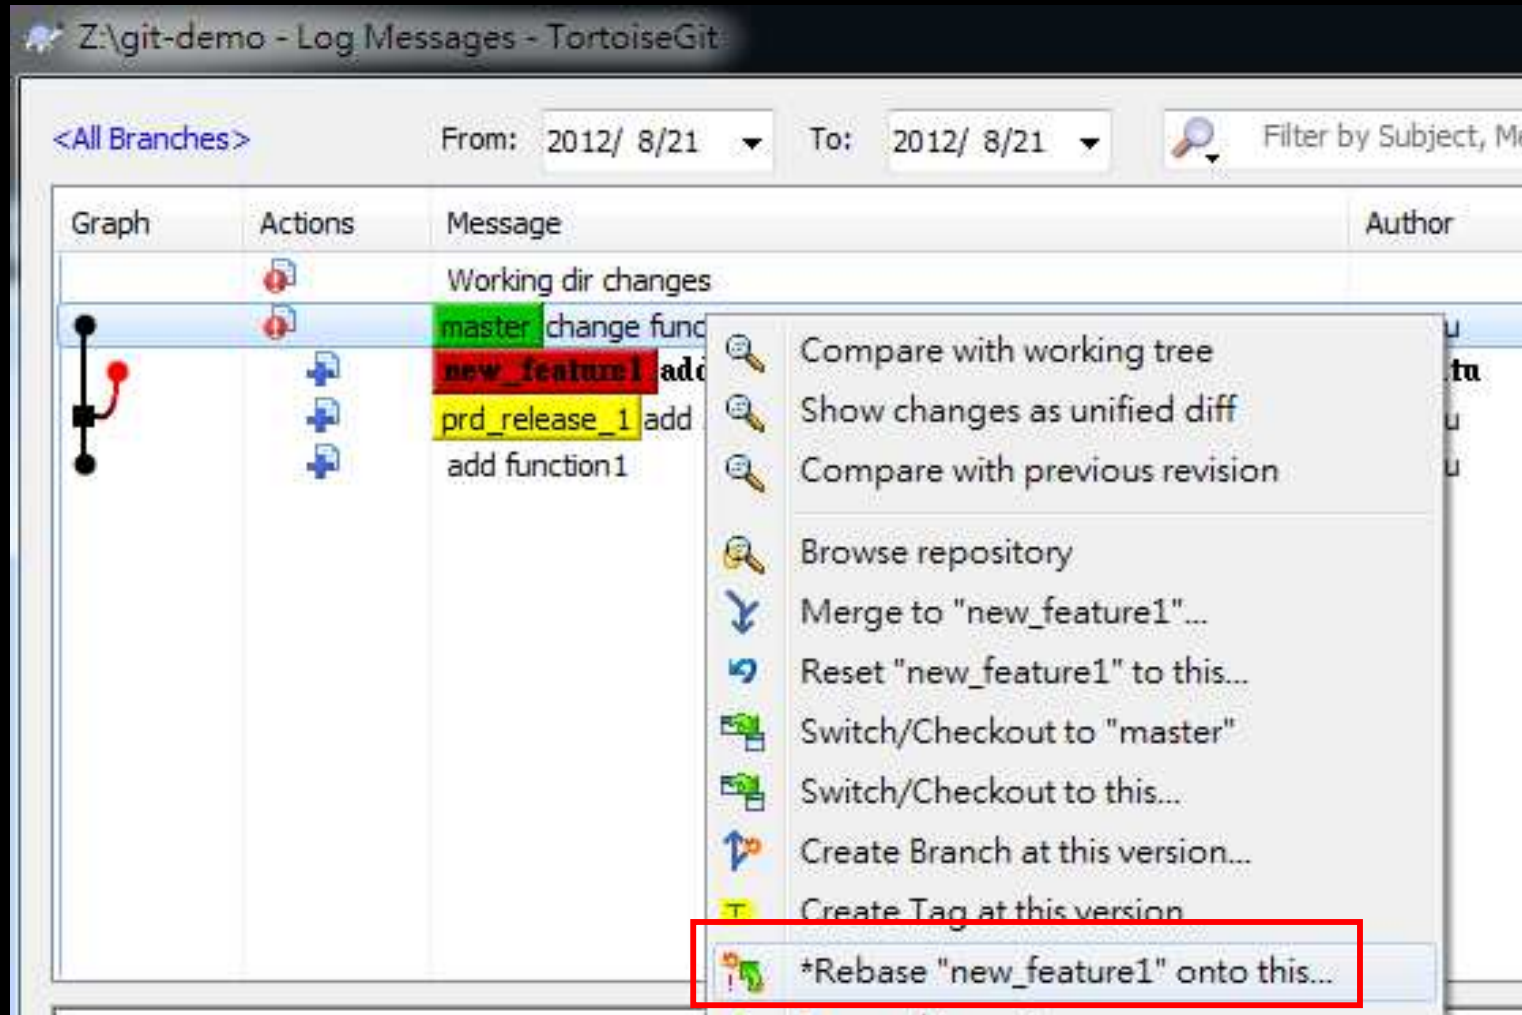 Z:\git-demo - Log Messages - TortoiseGit
<All Branches> From: 2012/ 8/21 To: 2012/ 8/21 Filter by Subject,
Graph Actions Message Author
Working dir changes
master change
new_feature1
prd_release_1 add
add function1
Compare with working tree
Show changes as unified diff
Compare with previous revision
Browse repository
Merge to "new_feature1"...
Reset "new_feature1" to this...
Switch/Checkout to "master"
Switch/Checkout to this...
Create Branch at this version...
Create Tag at this version
*Rebase "new_feature1" onto this...